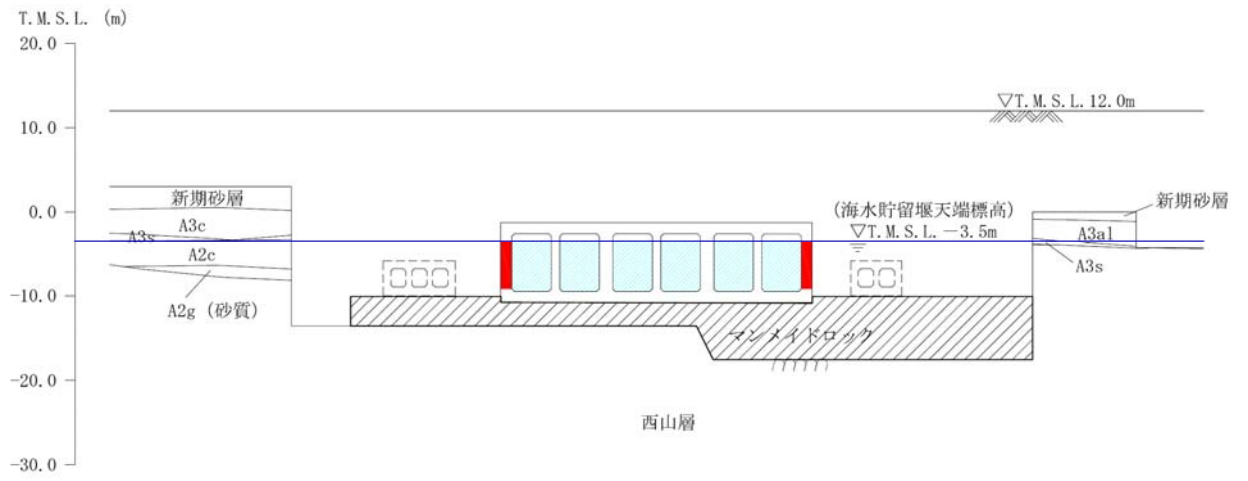 T.M.S.L. (m)
20.0
▽T.M.S.L.12.0m
10.0
新期砂層
新期砂層
0.0
(海水貯留堰天端標高)
A3c
▽T.M.S.L.－3.5m
A3a1
A3s
A2c
A3s
-10.0
A2g (砂質)
マンメイドロック
-20.0
西山層
-30.0